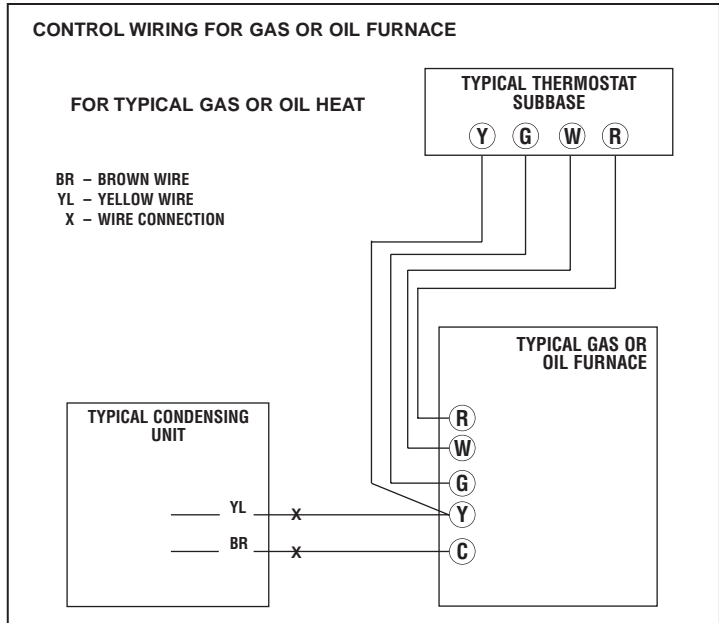 CONTROL WIRING FOR GAS OR OIL FURNACE
FOR TYPICAL GAS OR OIL HEAT
BR – BROWN WIRE
YL – YELLOW WIRE
X – WIRE CONNECTION
TYPICAL THERMOSTAT
SUBBASE
Y G W R
TYPICAL GAS OR
OIL FURNACE
R
W
G
Y
C
TYPICAL CONDENSING
UNIT
YL X
BR X